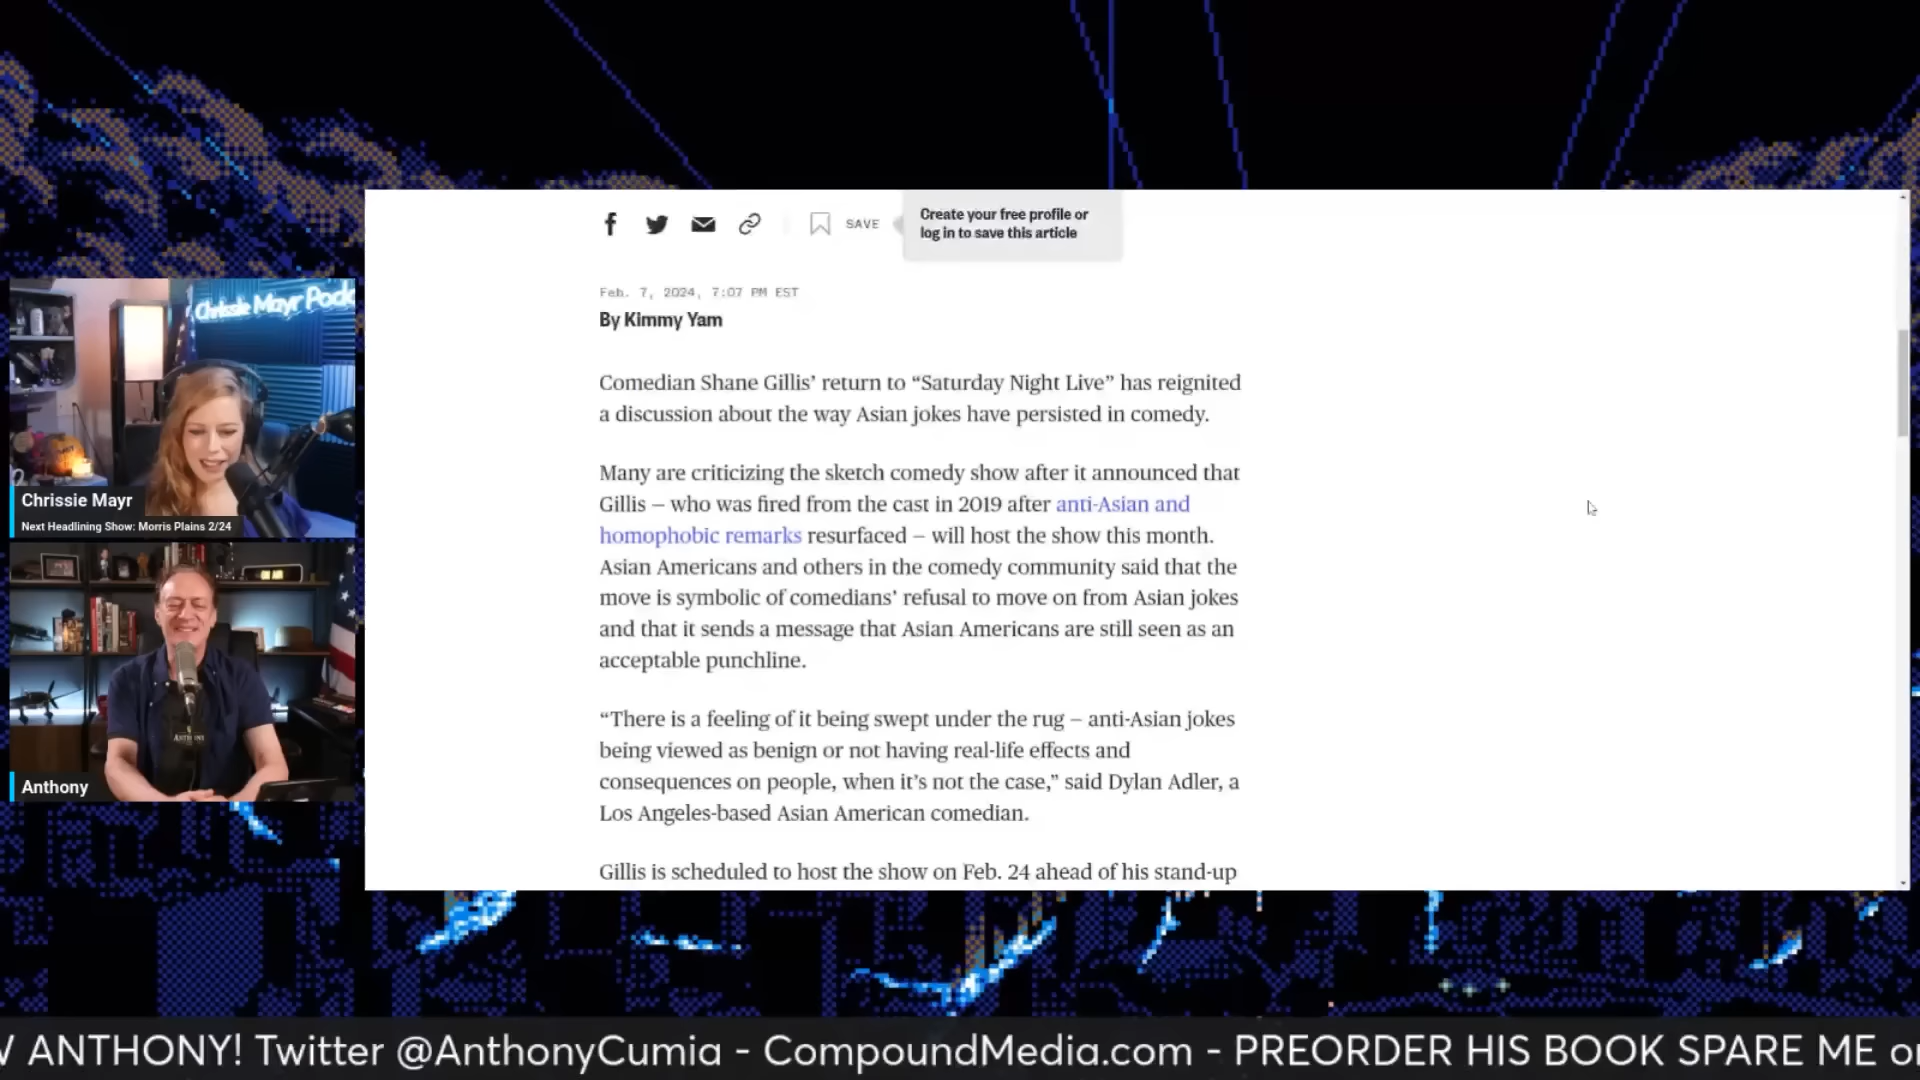 Create your free profile or
log in to save this article
SAVE
Feb. 7, 2024, 7:07 PM EST
By Kimmy Yam
Comedian Shane Gillis’ return to “Saturday Night Live” has reignited
a discussion about the way Asian jokes have persisted in comedy.
Many are criticizing the sketch comedy show after it announced that
Gillis – who was fired from the cast in 2019 after anti-Asian and
homophobic remarks resurfaced – will host the show this month.
Asian Americans and others in the comedy community said that the
move is symbolic of comedians’ refusal to move on from Asian jokes
and that it sends a message that Asian Americans are still seen as an
acceptable punchline.
“There is a feeling of it being swept under the rug – anti-Asian jokes
being viewed as benign or not having real-life effects and
consequences on people, when it’s not the case,” said Dylan Adler, a
Los Angeles-based Asian American comedian.
Gillis is scheduled to host the show on Feb. 24 ahead of his stand-up
Chrissie Mayr Podc
Chrissie Mayr
Next Headlining Show: Morris Plains 2/24
ON AIR
Anthony
W ANTHONY! Twitter @AnthonyCumia - CompoundMedia.com - PREORDER HIS BOOK SPARE ME on